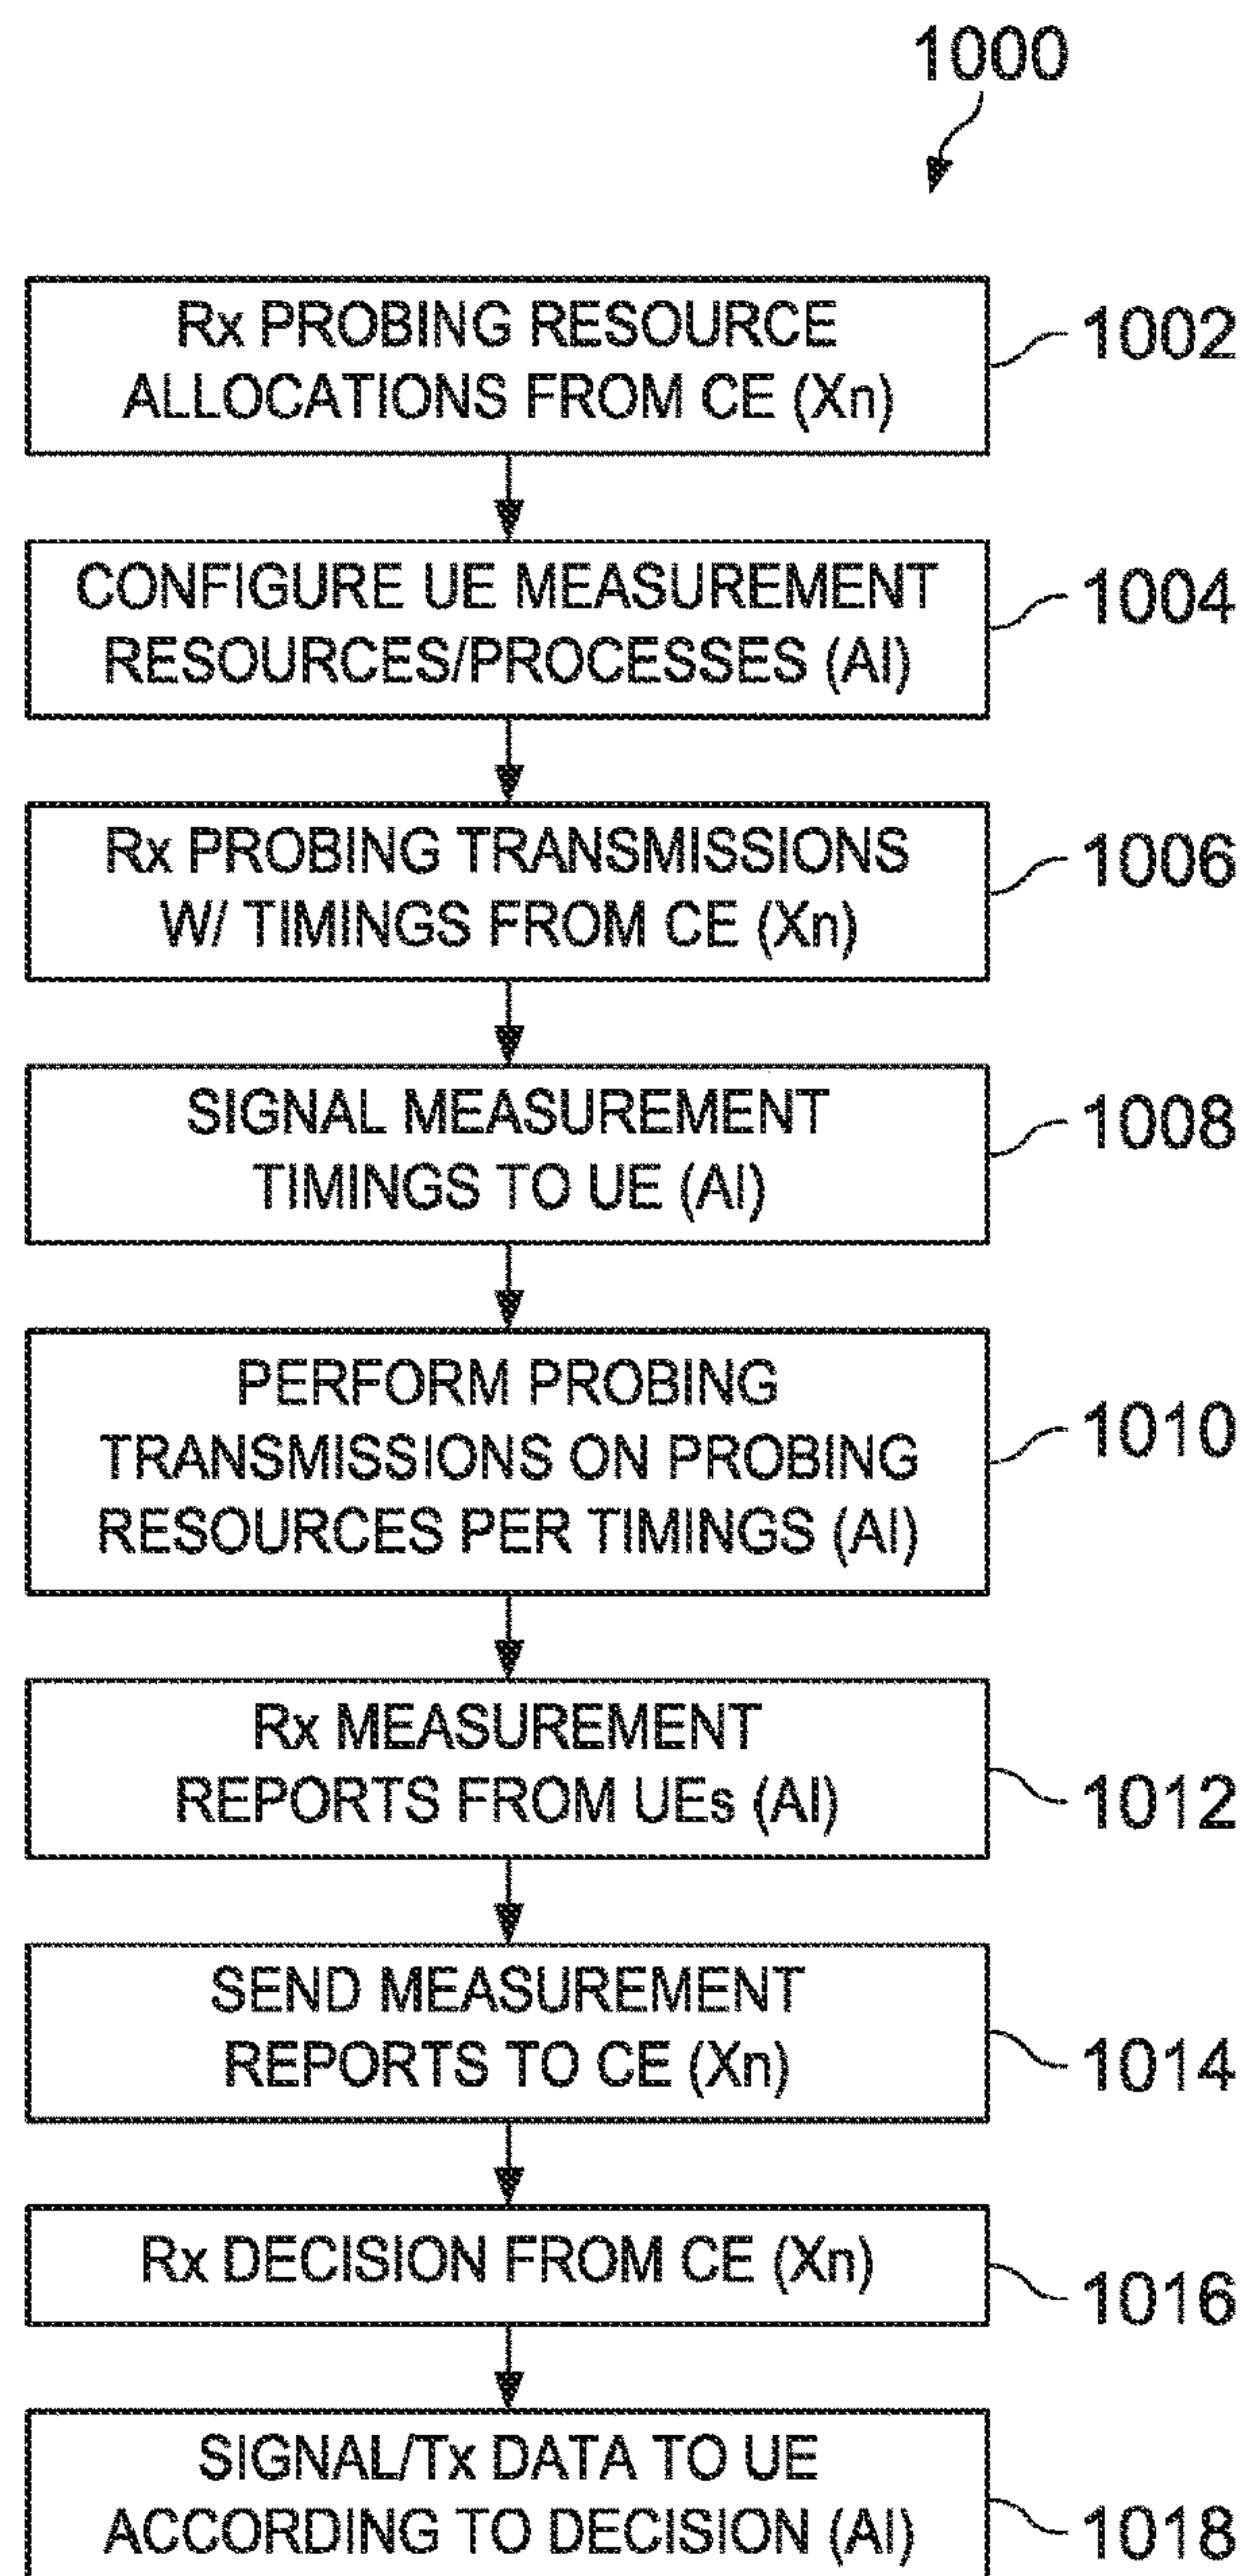 1000
Rx PROBING RESOURCE
ALLOCATIONS FROM CE (Xn)
1002
CONFIGURE UE MEASUREMENT
RESOURCES/PROCESSES (AI)
1004
Rx PROBING TRANSMISSIONS
W/ TIMINGS FROM CE (Xn)
1006
SIGNAL MEASUREMENT
TIMINGS TO UE (AI)
1008
PERFORM PROBING
TRANSMISSIONS ON PROBING
RESOURCES PER TIMINGS (AI)
1010
Rx MEASUREMENT
REPORTS FROM UEs (AI)
1012
SEND MEASUREMENT
REPORTS TO CE (Xn)
1014
Rx DECISION FROM CE (Xn)
1016
SIGNAL/Tx DATA TO UE
ACCORDING TO DECISION (AI)
1018